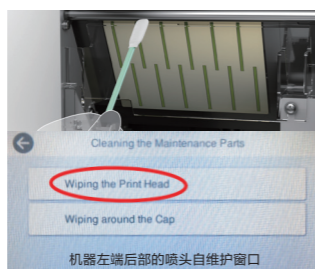 Cleaning the Maintenance Parts
Wiping the Print Head
Wiping around the Cap
机器左端后部的喷头自维护窗口